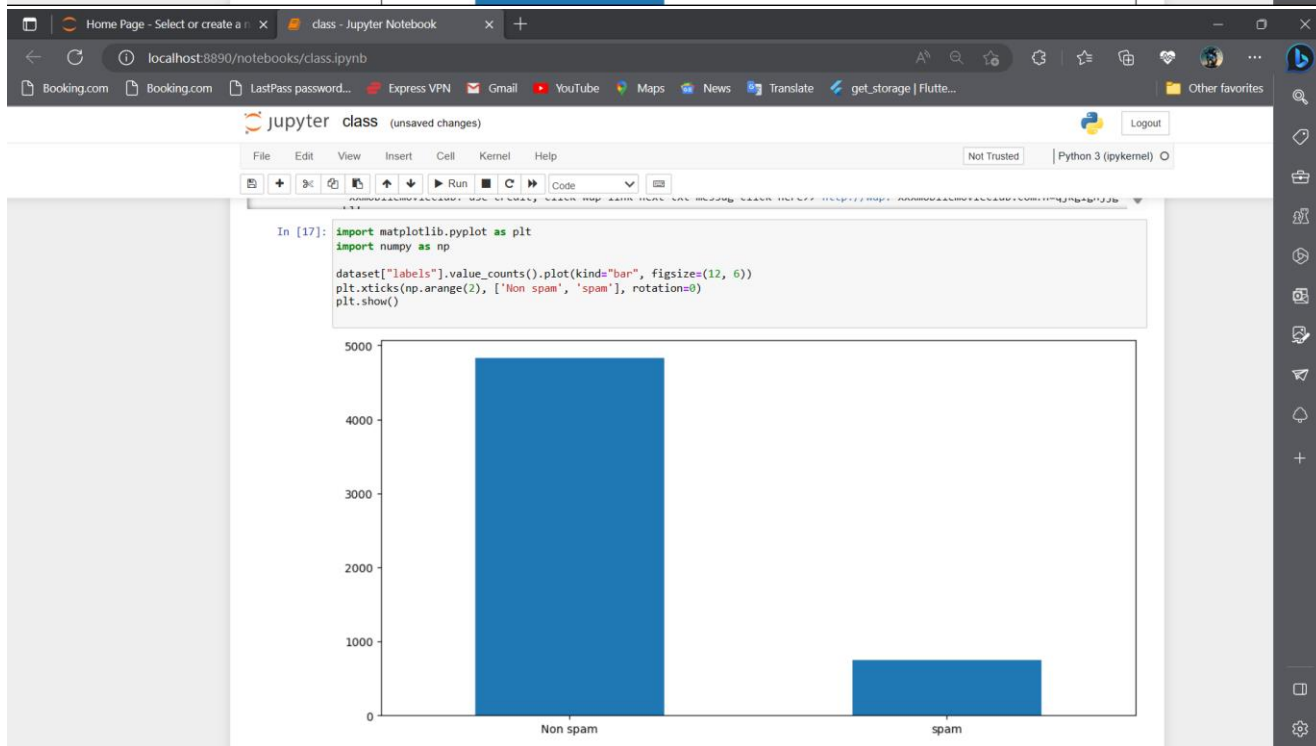 Home Page - Select or create a n
class - Jupyter Notebook
localhost:8890/notebooks/class.ipynb
Booking.com Booking.com LastPass password... Express VPN Gmail YouTube Maps News Translate get_storage | Flutte... Other favorites
jupyter class (unsaved changes) Logout
File Edit View Insert Cell Kernel Help Not Trusted Python 3 (ipykernel)
Run Code
In [17]: import matplotlib.pyplot as plt
import numpy as np
dataset["labels"].value_counts().plot(kind="bar", figsize=(12, 6))
plt.xticks(np.arange(2), ['Non spam', 'spam'], rotation=0)
plt.show()
5000
4000
3000
2000
1000
0
Non spam spam